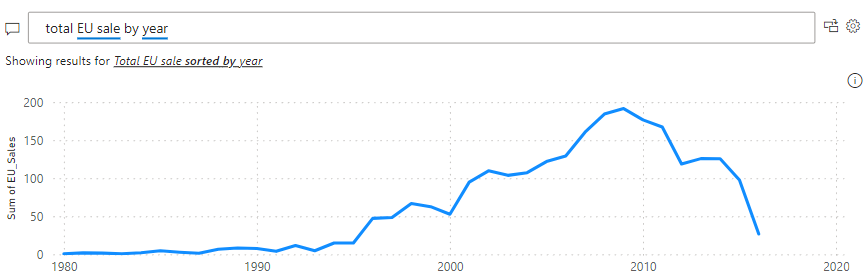 total EU sale by year
Showing results for Total EU sale sorted by year
Sum of EU_Sales
200
150
100
50
0
1980 1990 2000 2010 2020